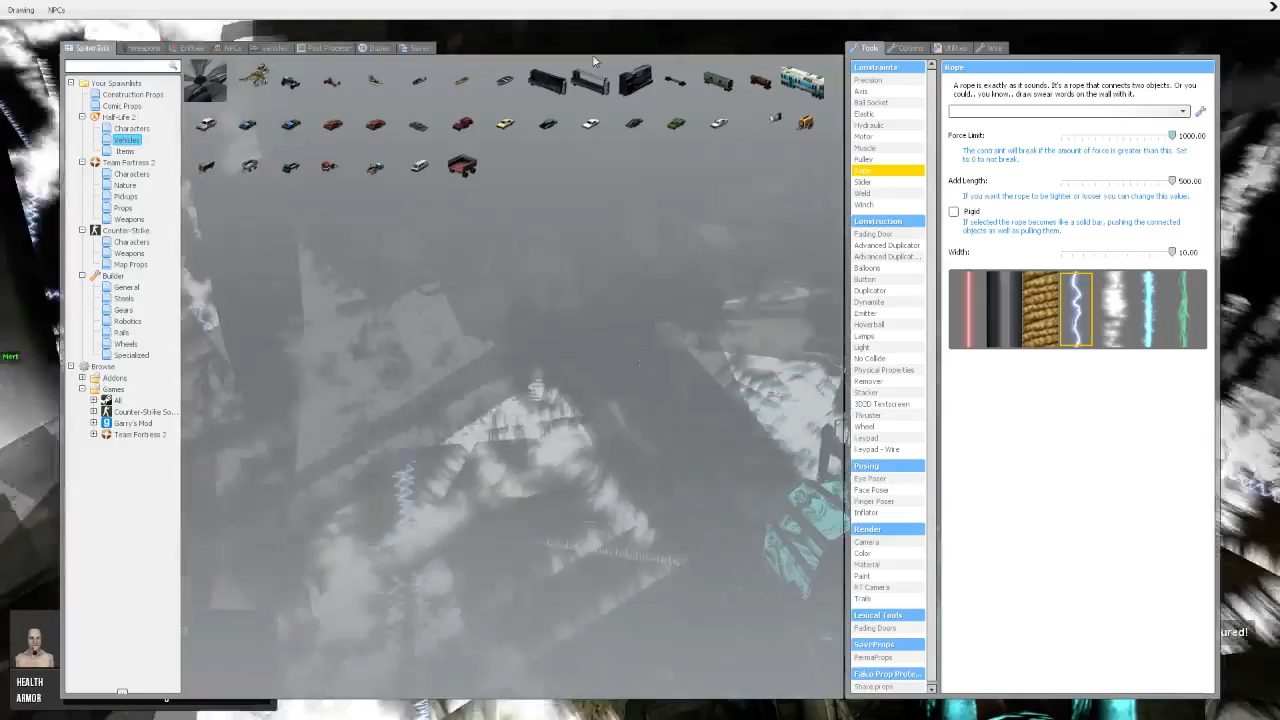 Drawing NPCs
Spawnlists Weapons Entities NPCs Vehicles Post Process Dupes Saves
Tools Options Utilities Wire
Your Spawnlists
Construction Props
Comic Props
Half-Life 2
Characters
Vehicles
Items
Team Fortress 2
Characters
Nature
Pickups
Props
Weapons
Counter-Strike
Characters
Weapons
Map Props
Builder
General
Steels
Gears
Robotics
Rails
Wheels
Specialized
Browse
Addons
Games
All
Counter-Strike So...
Garry's Mod
Team Fortress 2
Constraints
Precision
Axis
Ball Socket
Elastic
Hydraulic
Motor
Muscle
Pulley
Rope
Slider
Weld
Winch
Construction
Fading Door
Advanced Duplicator
Advanced Duplicat...
Balloons
Button
Duplicator
Dynamite
Emitter
Hoverball
Lamps
Light
No Collide
Physical Properties
Remover
Stacker
3D2D Textscreen
Thruster
Wheel
Keypad
Keypad - Wire
Posing
Eye Poser
Face Poser
Finger Poser
Inflator
Render
Camera
Color
Material
Paint
RT Camera
Trails
Lexical Tools
Fading Doors
SaveProps
PermaProps
Falco Prop Prote...
Share props
Rope
A rope is exactly as it sounds. It's a rope that connects two objects. Or you
could.. you know.. draw swear words on the wall with it.
Force Limit: 1000.00
The contraint will break if the amount of force is greater than this. Set
to 0 to not break.
Add Length: 500.00
If you want the rope to be tighter or looser you can change this value.
Rigid
If selected the rope becomes like a solid bar, pushing the connected
objects as well as pulling them.
Width: 10.00
Mert
ured!
HEALTH
ARMOR